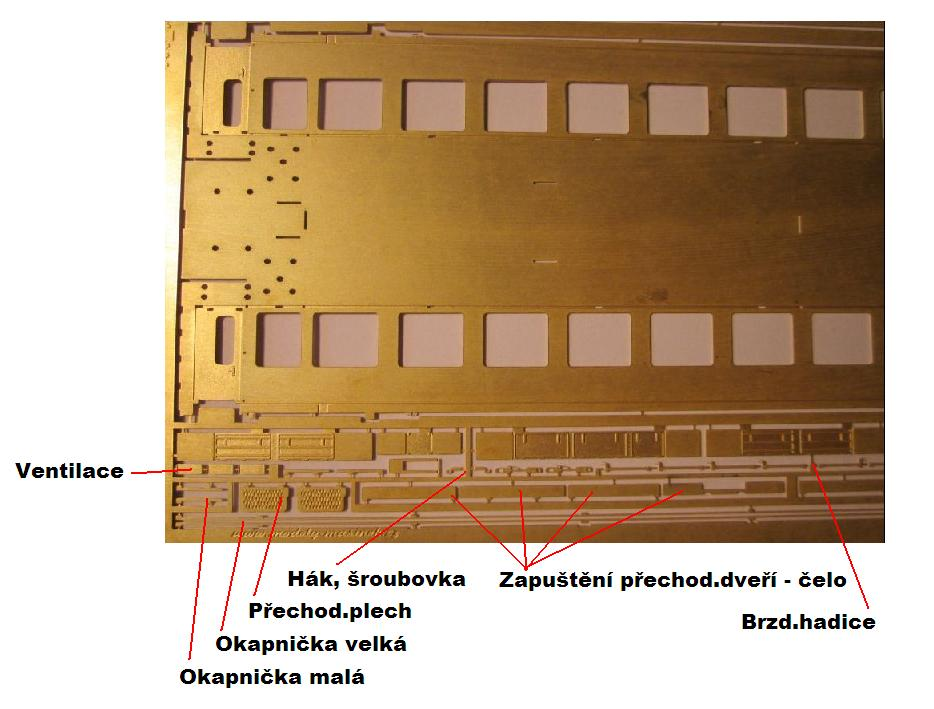 Ventilace
Hák, šroubovka
Zapuštění přechod.dveří - čelo
Přechod.plech
Brzd.hadice
Okapnička velká
Okapnička malá